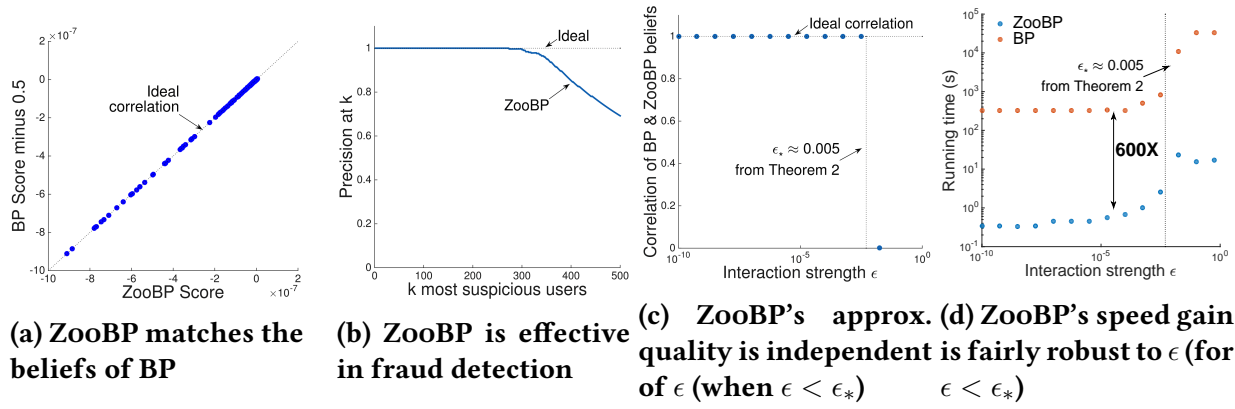 ×10⁻⁷
2
0
-2
-4
-6
-8
-10
-10 -8 -6 -4 -2 0 2
×10⁻⁷
BP Score minus 0.5
ZooBP Score
Ideal
correlation
(a) ZooBP matches the
beliefs of BP
1
0.8
0.6
0.4
0.2
0
0 100 200 300 400 500
Precision at k
k most suspicious users
Ideal
ZooBP
(b) ZooBP is effective
in fraud detection
1
0.8
0.6
0.4
0.2
0
10⁻¹⁰ 10⁻⁵ 10⁰
Correlation of BP & ZooBP beliefs
Interaction strength ϵ
Ideal correlation
ϵ* ≈ 0.005
from Theorem 2
(c) ZooBP's approx.
quality is independent
of ϵ (when ϵ < ϵ*)
10⁵
10⁴
10³
10²
10¹
10⁰
10⁻¹
10⁻¹⁰ 10⁻⁵ 10⁰
Running time (s)
Interaction strength ϵ
ZooBP
BP
ϵ* ≈ 0.005
from Theorem 2
600X
(d) ZooBP's speed gain
is fairly robust to ϵ (for
ϵ < ϵ*)